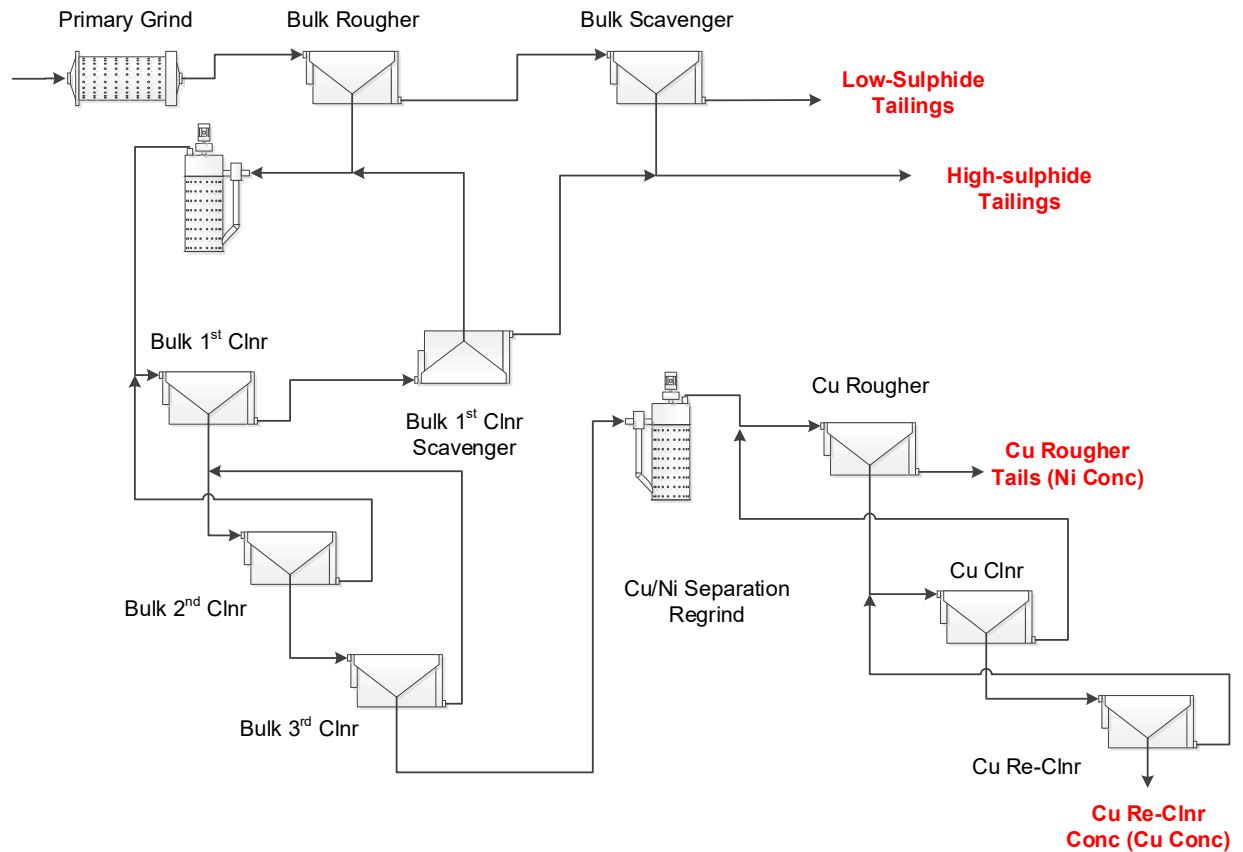 Primary Grind
Bulk Rougher
Bulk Scavenger
Low-Sulphide
Tailings
High-sulphide
Tailings
Bulk 1st Clnr
Bulk 1st Clnr
Scavenger
Cu Rougher
Cu Rougher
Tails (Ni Conc)
Cu/Ni Separation
Regrind
Cu Clnr
Bulk 2nd Clnr
Bulk 3rd Clnr
Cu Re-Clnr
Cu Re-Clnr
Conc (Cu Conc)